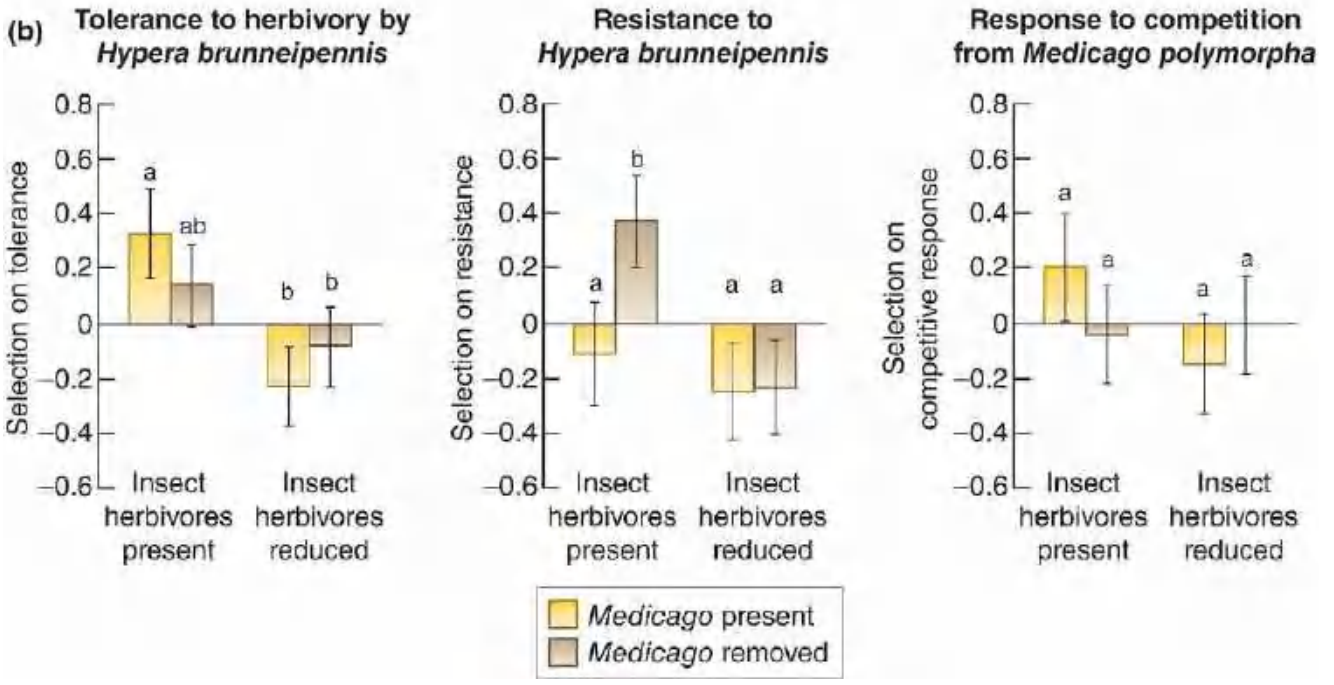 (b)
Tolerance to herbivory by
Hypera brunneipennis
Selection on tolerance
0.8
0.6
0.4
0.2
0
−0.2
−0.4
−0.6
a
ab
b
b
Insect
herbivores
present
Insect
herbivores
reduced
Resistance to
Hypera brunneipennis
Selection on resistance
0.8
0.6
0.4
0.2
0
−0.2
−0.4
−0.6
a
b
a
a
Insect
herbivores
present
Insect
herbivores
reduced
Response to competition
from Medicago polymorpha
Selection on
competitive response
0.8
0.6
0.4
0.2
0
−0.2
−0.4
−0.6
a
a
a
a
Insect
herbivores
present
Insect
herbivores
reduced
Medicago present
Medicago removed